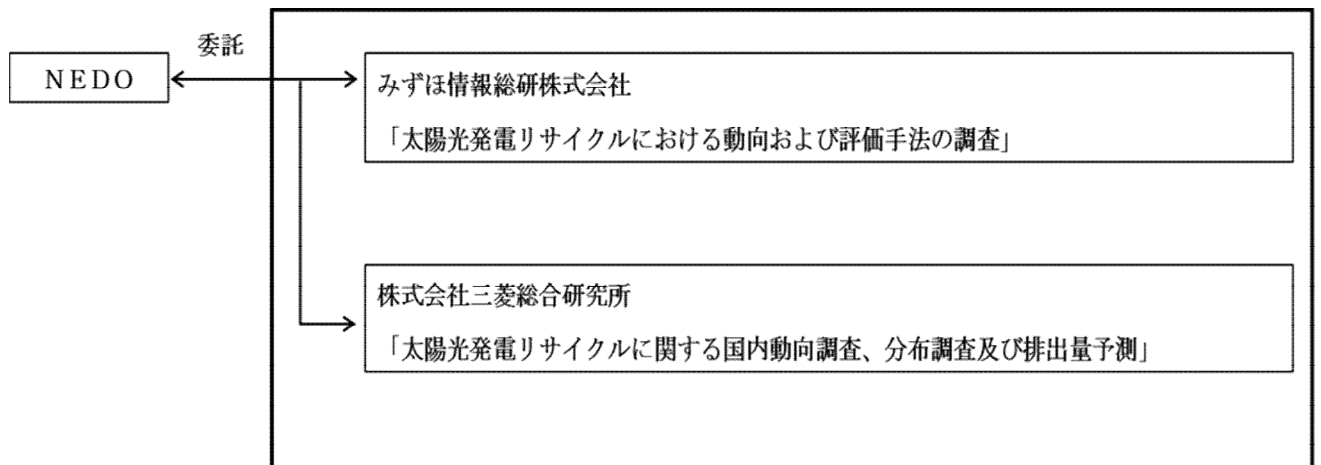 委託
NEDO
みずほ情報総研株式会社
「太陽光発電リサイクルにおける動向および評価手法の調査」
株式会社三菱総合研究所
「太陽光発電リサイクルに関する国内動向調査、分布調査及び排出量予測」